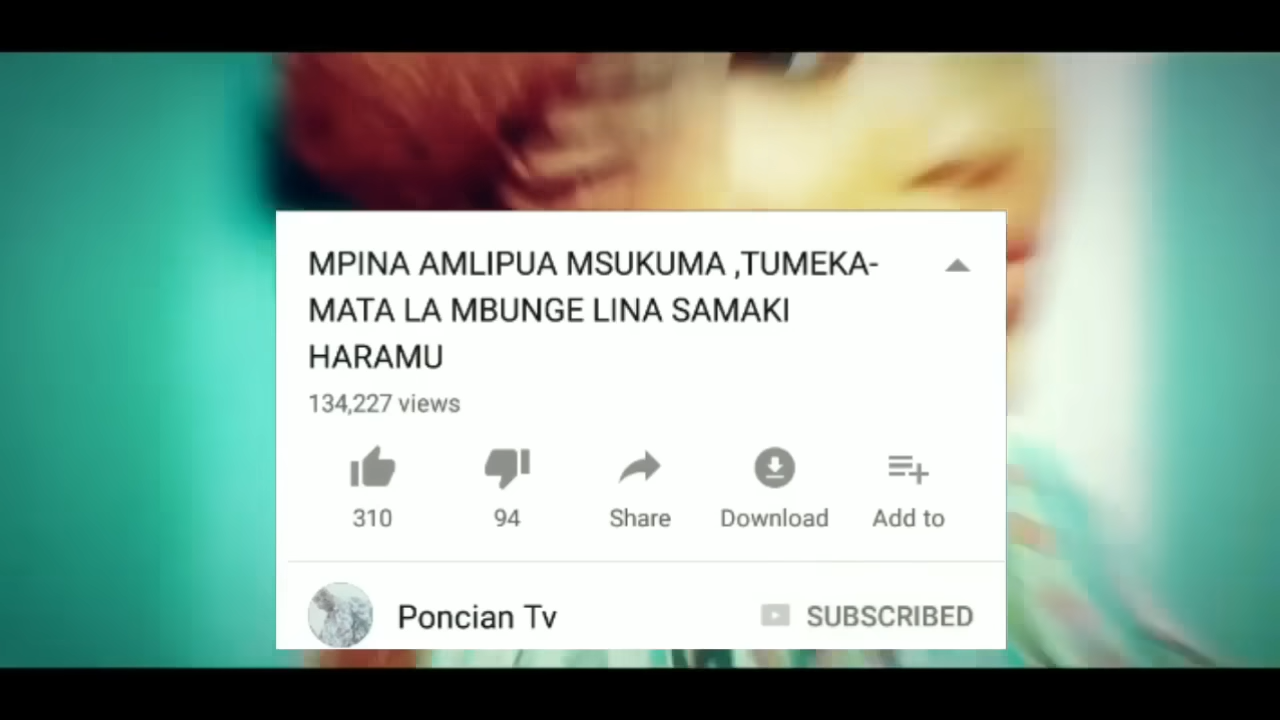 MPINA AMLIPUA MSUKUMA ,TUMEKA-
MATA LA MBUNGE LINA SAMAKI
HARAMU
134,227 views
310 94 Share Download Add to
Poncian Tv SUBSCRIBED